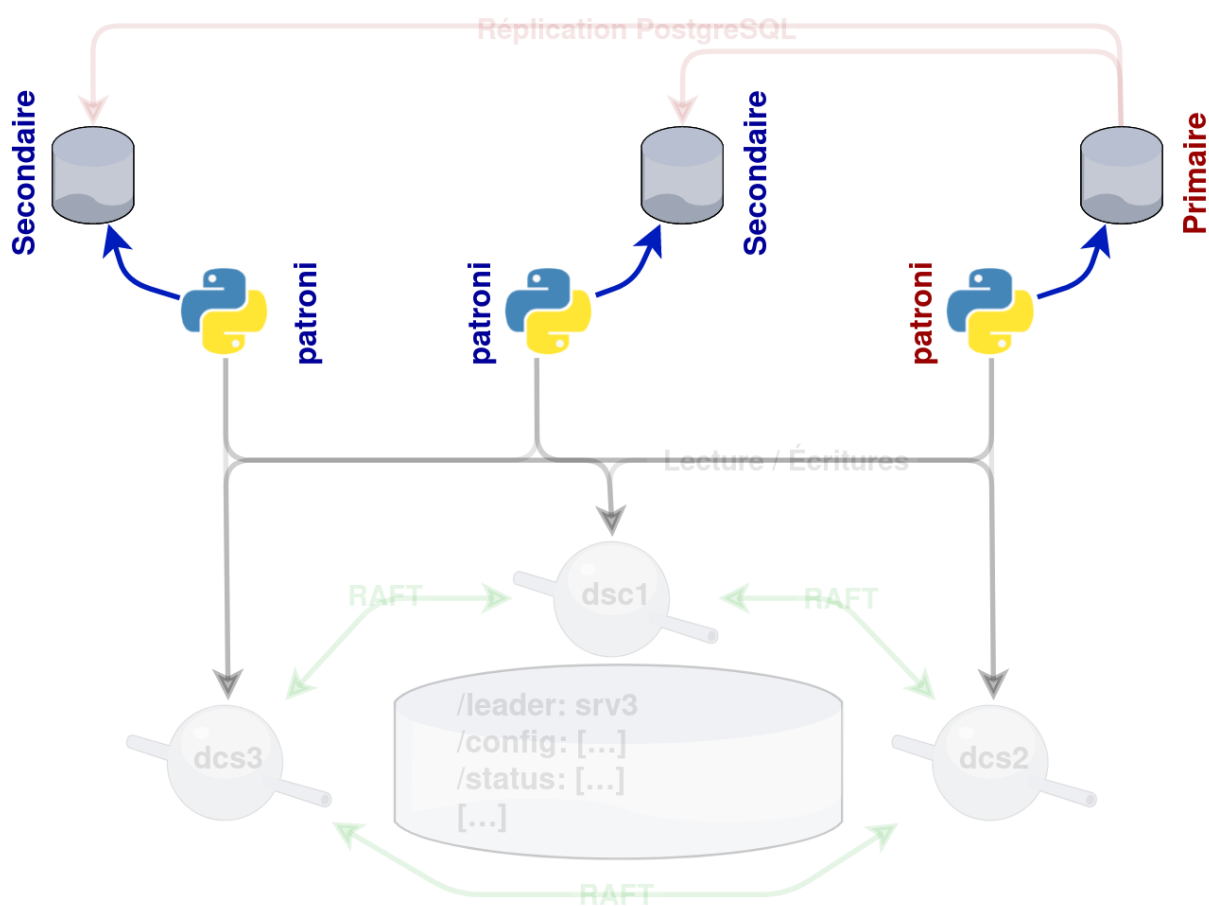 Réplication PostgreSQL
Secondaire
Secondaire
Primaire
patroni
patroni
patroni
Lecture / Écritures
RAFT
dsc1
RAFT
/leader: srv3
/config: […]
/status: […]
[…]
dcs3
dcs2
RAFT